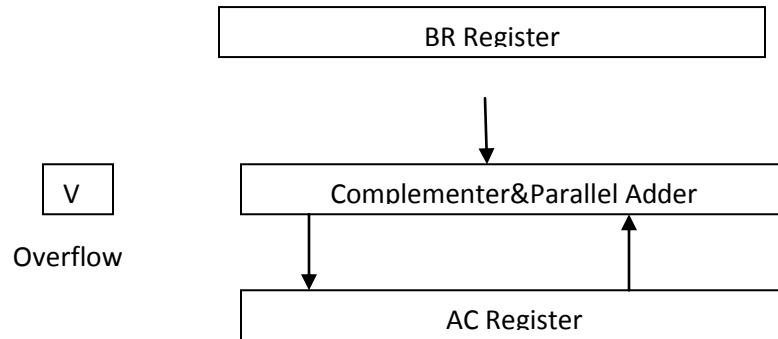 BR Register
V
Complementer&Parallel Adder
Overflow
AC Register